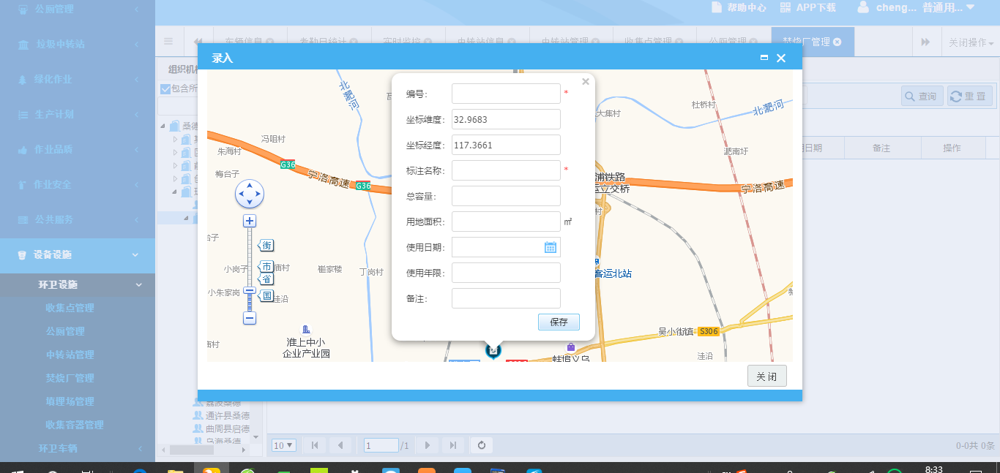 公厕管理
垃圾中转站
绿化作业
生产计划
作业品质
作业安全
公共服务
设备设施
环卫设施
收集点管理
公厕管理
中转站管理
焚烧厂管理
填埋场管理
收集容器管理
环卫车辆
帮助中心
APP下载
cheng...
普通用...
车辆信息
考勤日统计
实时监控
中转站信息
中转站管理
收集点管理
公厕管理
焚烧厂管理
关闭操作
组织机
包含所
查询
重置
桑德
日期
备注
操作
录入
编号:
*
坐标维度:
32.9683
坐标经度:
117.3661
标注名称:
*
总容量:
用地面积:
㎡
使用日期:
使用年限:
备注:
保存
北淝河
大集村
杜桥村
北淝河
冯咀村
朱海村
G36
宁洛高速
G36
梅台子
淝南圩
浦铁路
运立交桥
宁洛高速
村
台子
街
小岗子
市
庙村
省
崔家楼
丁岗村
客运北站
小朱家岗
国
洼沿
庙村
淮上中小
企业产业园
吴小街镇
S306
洼沿
蚌埠义乌
关闭
荔波桑德
通许县桑德
曲周县启德
乌海桑德
10
1
/1
0-0共 0条
8:33